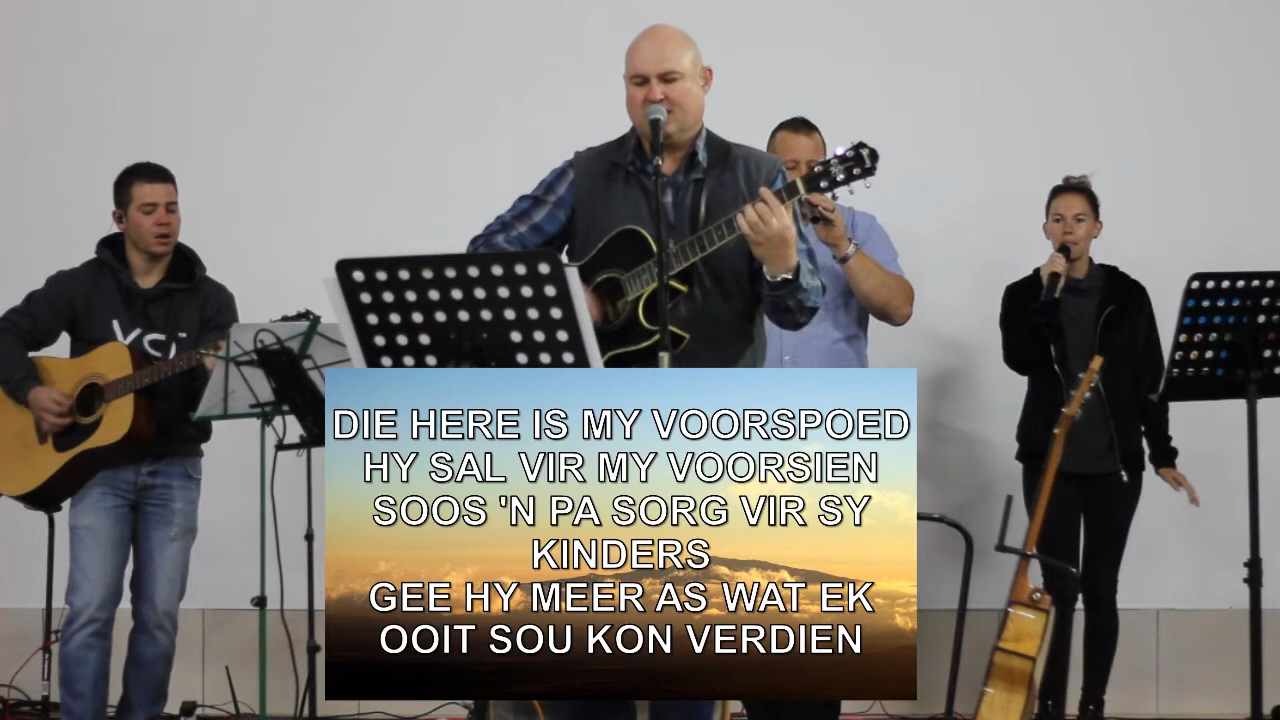 DIE HERE IS MY VOORSPOED
HY SAL VIR MY VOORSIEN
SOOS 'N PA SORG VIR SY
KINDERS
GEE HY MEER AS WAT EK
OOIT SOU KON VERDIEN